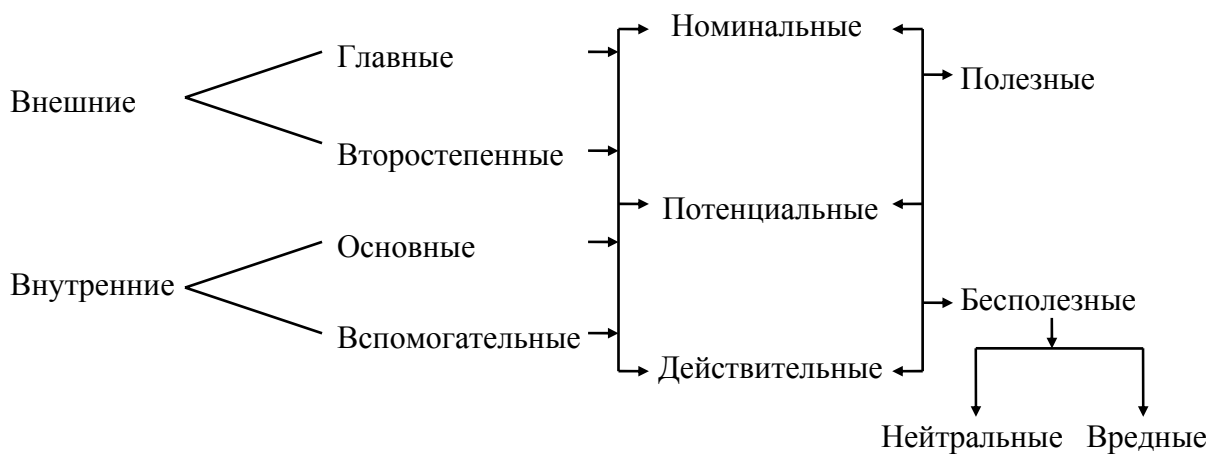 Номинальные
Главные
Полезные
Внешние
Второстепенные
Потенциальные
Основные
Внутренние
Бесполезные
Вспомогательные
Действительные
Нейтральные Вредные